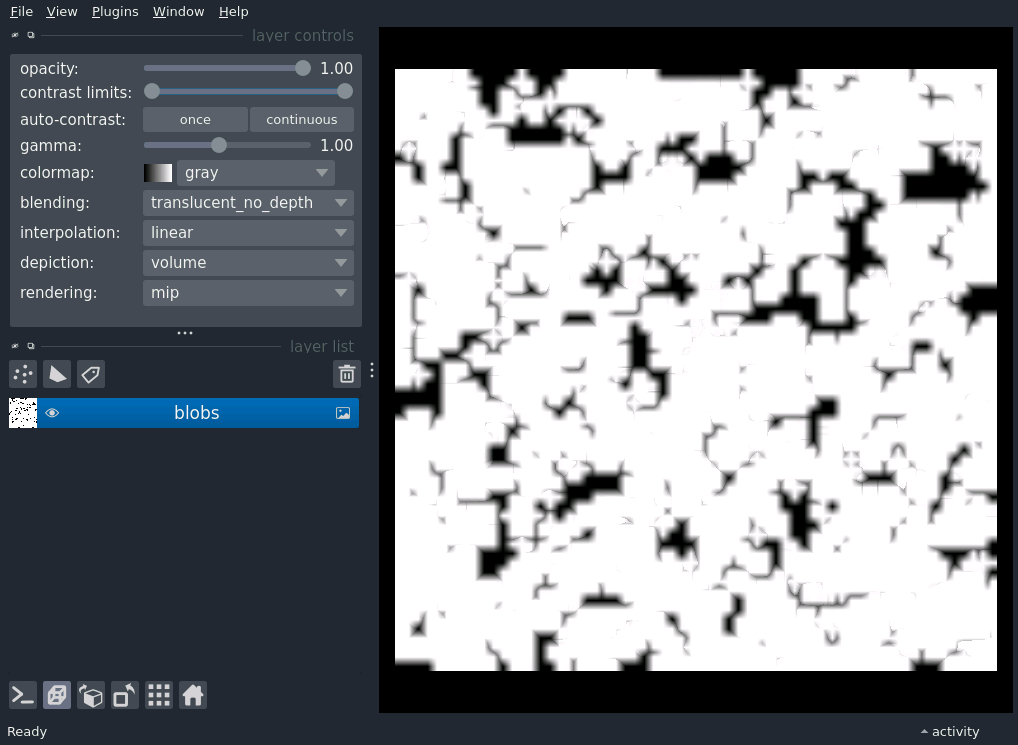 File View Plugins Window Help
layer controls
opacity: 1.00
contrast limits:
auto-contrast: once continuous
gamma: 1.00
colormap: gray
blending: translucent_no_depth
interpolation: linear
depiction: volume
rendering: mip
layer list
blobs
Ready activity